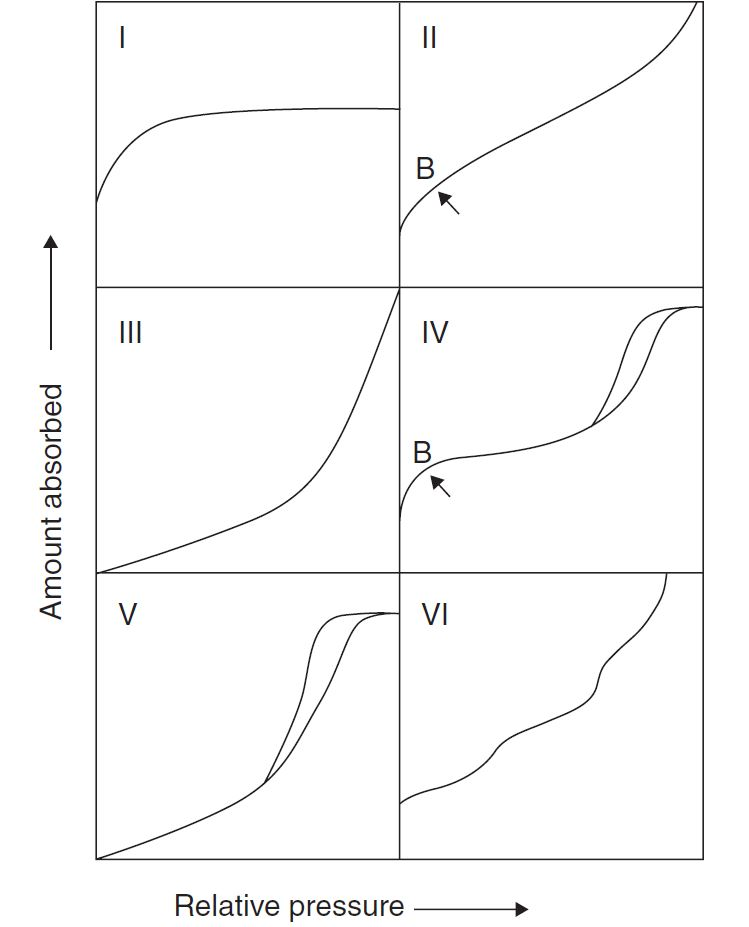 I
II
B
III
IV
B
V
VI
Amount absorbed
Relative pressure